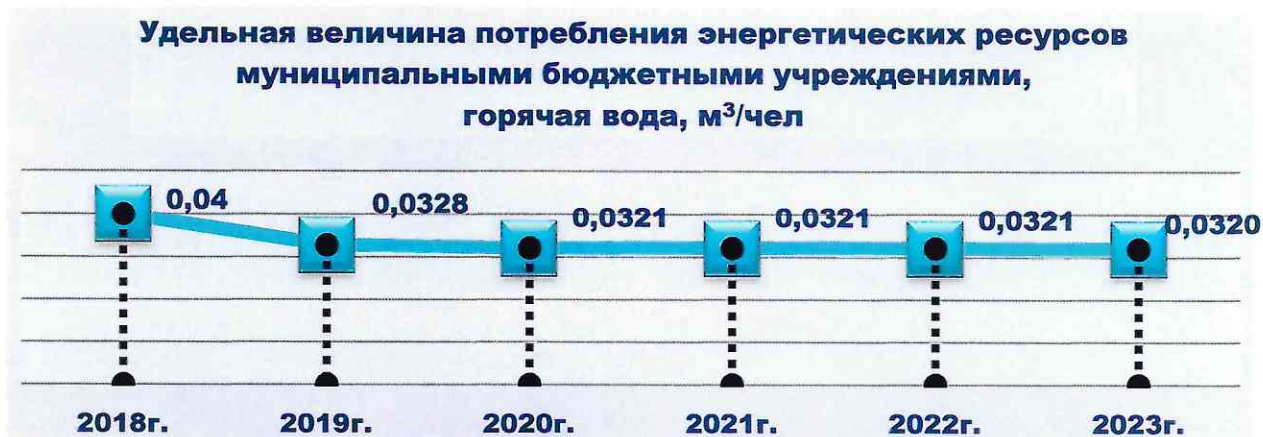 Удельная величина потребления энергетических ресурсов
муниципальными бюджетными учреждениями,
горячая вода, м³/чел
0,04
0,0328
0,0321
0,0321
0,0321
0,0320
2018г.
2019г.
2020г.
2021г.
2022г.
2023г.